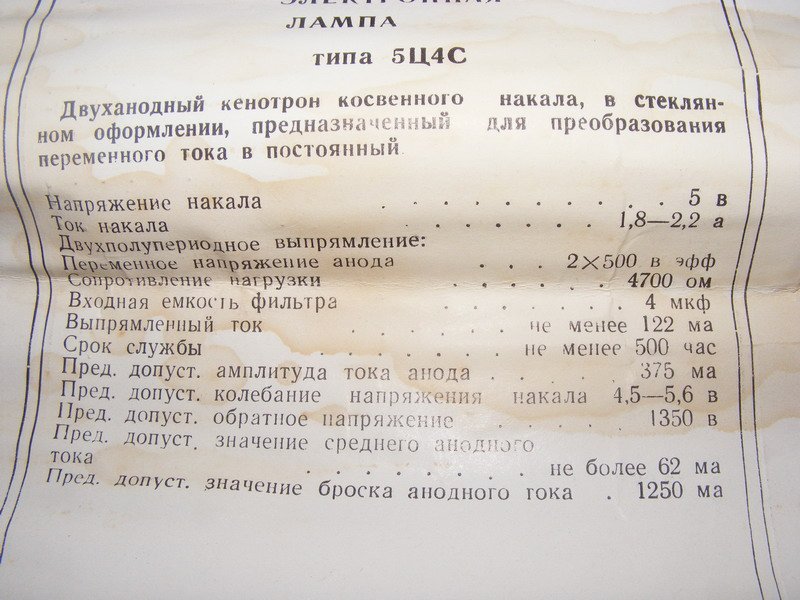 ЭЛЕКТРОННАЯ
ЛАМПА
типа 5Ц4С
Двуханодный кенотрон косвенного накала, в стеклян-
ном оформлении, предназначенный для преобразования
переменного тока в постоянный.
Напряжение накала . . . . . . . . . 5 в
Ток накала . . . . . . . 1,8—2,2 а
Двухполупериодное выпрямление:
Переменное напряжение анода . . . 2×500 в эфф
Сопротивление нагрузки . . . . . 4700 ом
Входная емкость фильтра . . . . . . 4 мкф
Выпрямленный ток . . . . . не менее 122 ма
Срок службы . . . . . . . не менее 500 час
Пред. допуст. амплитуда тока анода . . . . . 375 ма
Пред. допуст. колебание напряжения накала 4,5—5,6 в
Пред. допуст. обратное напряжение . . . . 1350 в
Пред. допуст. значение среднего анодного
тока . . . . . . . . не более 62 ма
Пред. допуст. значение броска анодного тока . 1250 ма